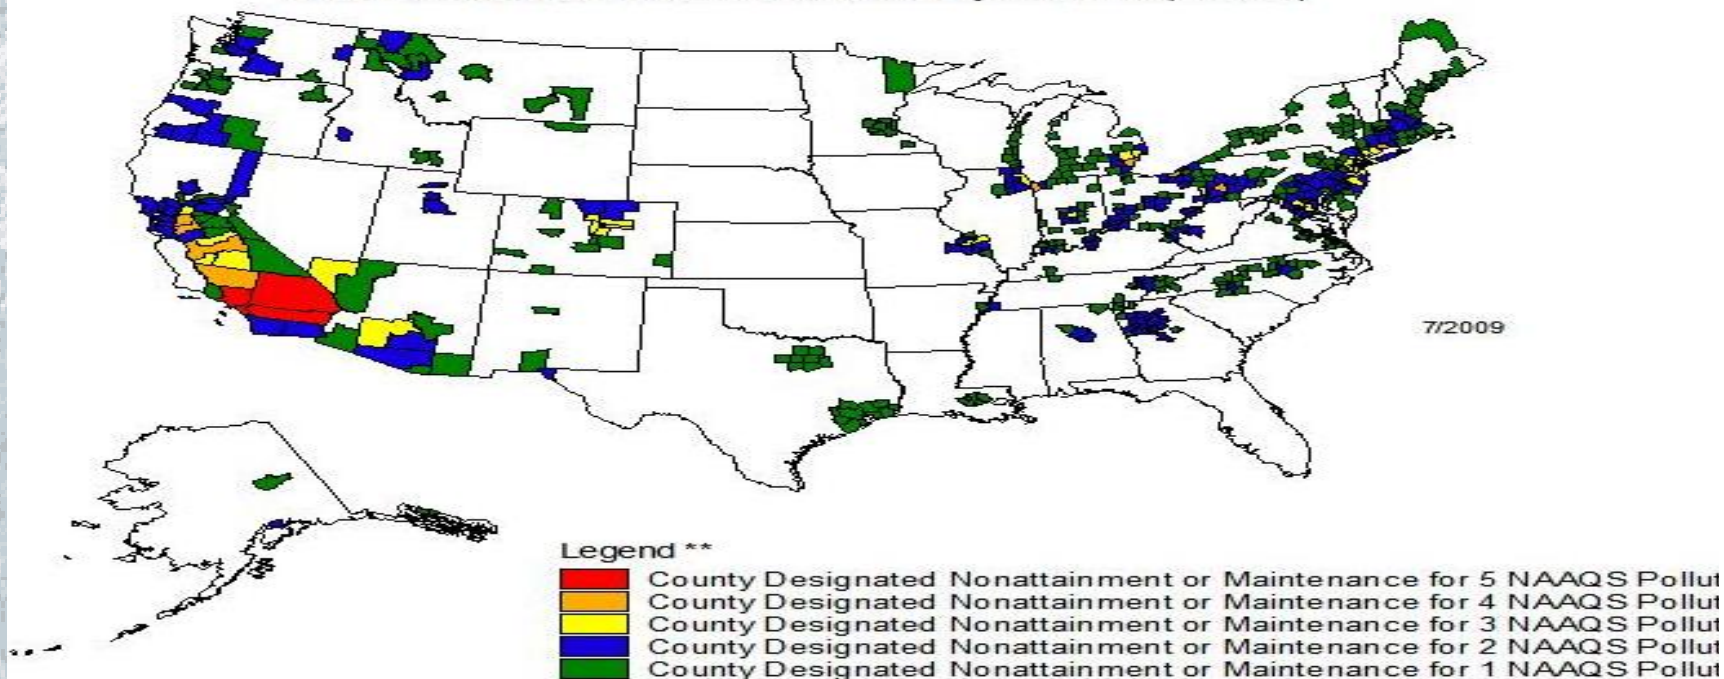 7/2009
Legend **
County Designated Nonattainment or Maintenance for 5 NAAQS Pollut
County Designated Nonattainment or Maintenance for 4 NAAQS Pollut
County Designated Nonattainment or Maintenance for 3 NAAQS Pollut
County Designated Nonattainment or Maintenance for 2 NAAQS Pollut
County Designated Nonattainment or Maintenance for 1 NAAQS Pollut